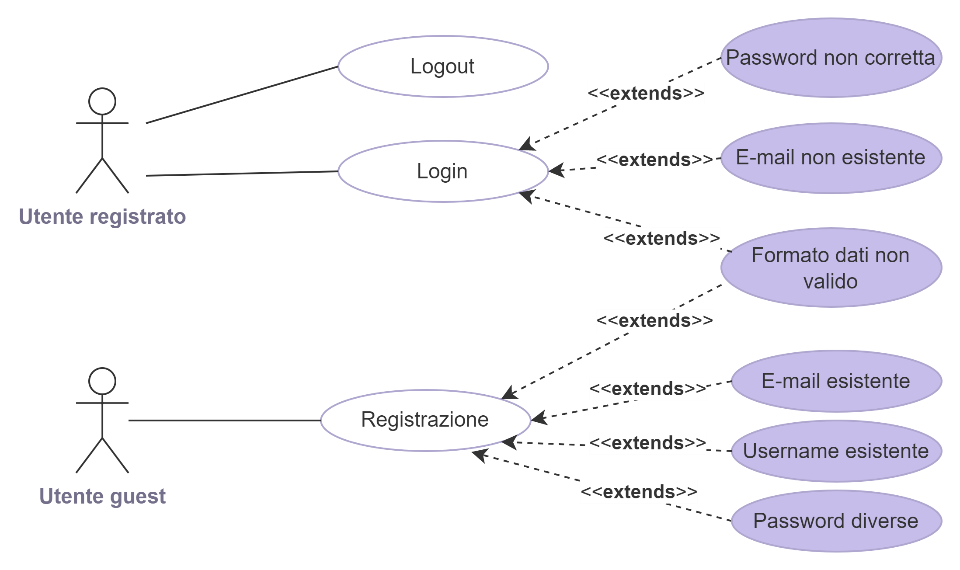 Password non corretta
Logout
<<extends>>
Login
E-mail non esistente
<<extends>>
Utente registrato
<<extends>>
Formato dati non
valido
<<extends>>
E-mail esistente
<<extends>>
Registrazione
Username esistente
<<extends>>
Utente guest
<<extends>>
Password diverse